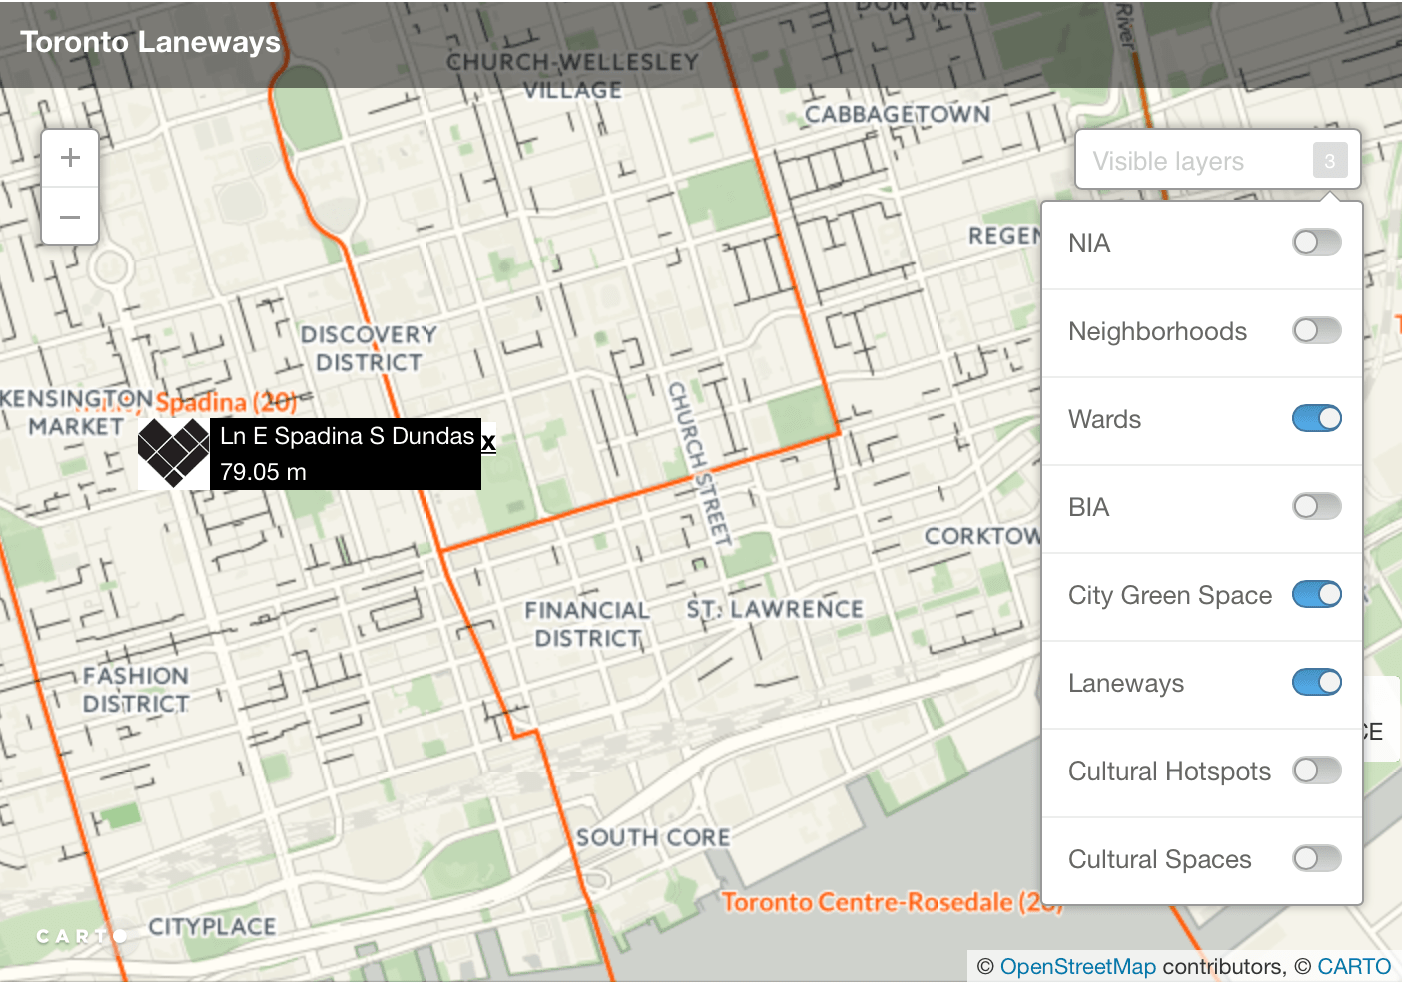 Toronto Laneways
DON VALE
River
CHURCH-WELLESLEY
VILLAGE
CABBAGETOWN
+
Visible layers 3
−
NIA
REGEN
Neighborhoods
DISCOVERY
DISTRICT
KENSINGTON
MARKET
Spadina (20)
CHURCH STREET
Wards
Ln E Spadina S Dundas x
79.05 m
BIA
CORKTOW
City Green Space
FINANCIAL
DISTRICT
ST. LAWRENCE
FASHION
DISTRICT
Laneways
CE
Cultural Hotspots
SOUTH CORE
Cultural Spaces
Toronto Centre-Rosedale (28)
CITYPLACE
CARTO
© OpenStreetMap contributors, © CARTO